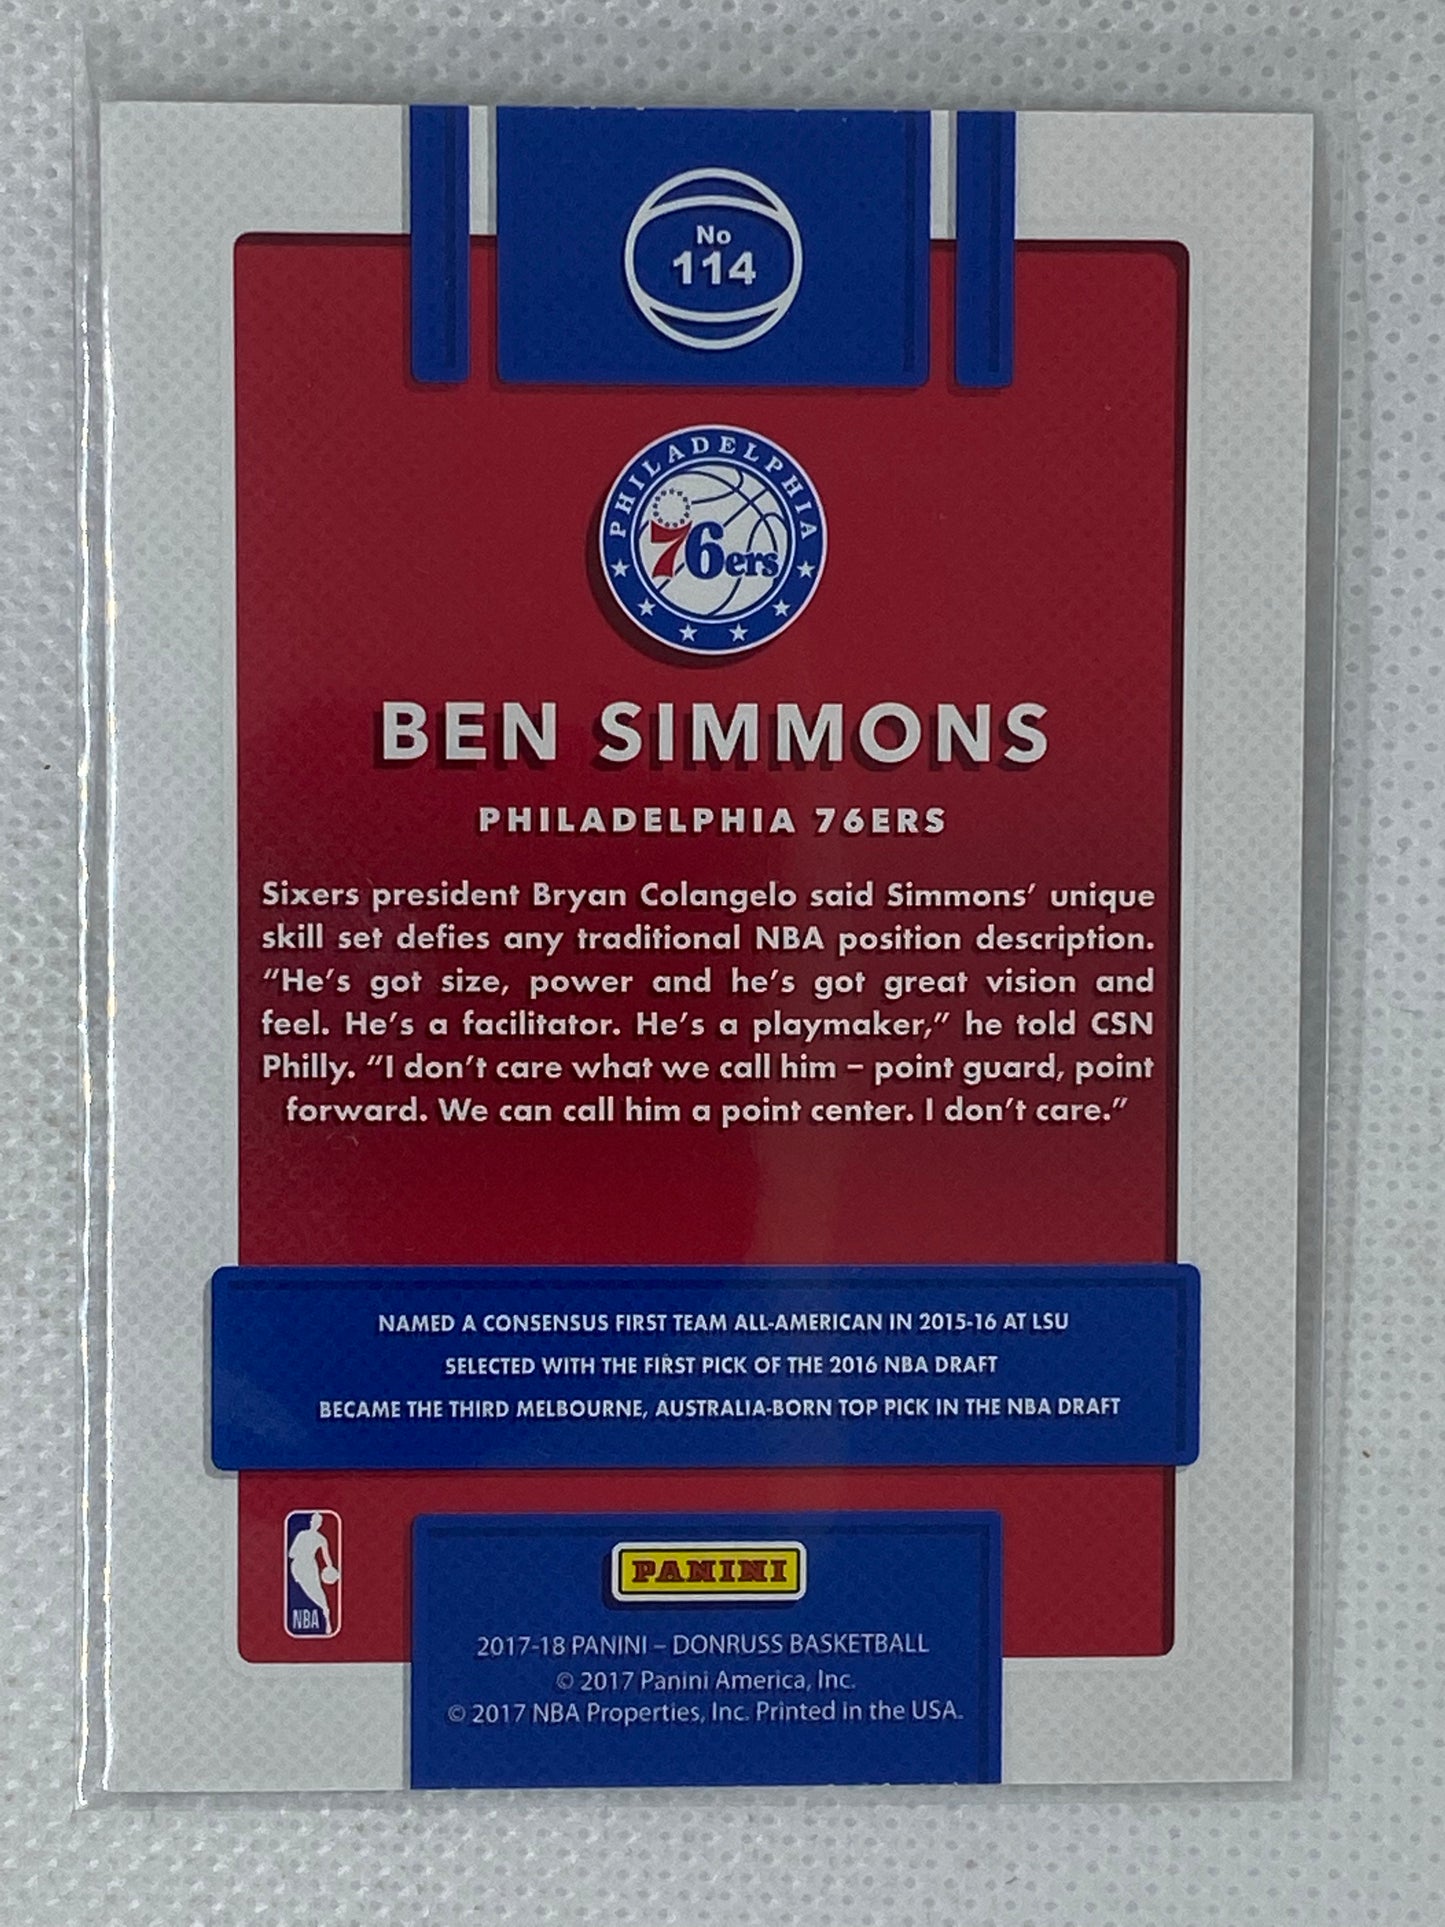 No
114
PHILADELPHIA
76ers
BEN SIMMONS
PHILADELPHIA 76ERS
Sixers president Bryan Colangelo said Simmons’ unique
skill set defies any traditional NBA position description.
“He’s got size, power and he’s got great vision and
feel. He’s a facilitator. He’s a playmaker,” he told CSN
Philly. “I don’t care what we call him – point guard, point
forward. We can call him a point center. I don’t care.”
NAMED A CONSENSUS FIRST TEAM ALL-AMERICAN IN 2015-16 AT LSU
SELECTED WITH THE FIRST PICK OF THE 2016 NBA DRAFT
BECAME THE THIRD MELBOURNE, AUSTRALIA-BORN TOP PICK IN THE NBA DRAFT
NBA
PANINI
2017-18 PANINI – DONRUSS BASKETBALL
© 2017 Panini America, Inc.
© 2017 NBA Properties, Inc. Printed in the USA.